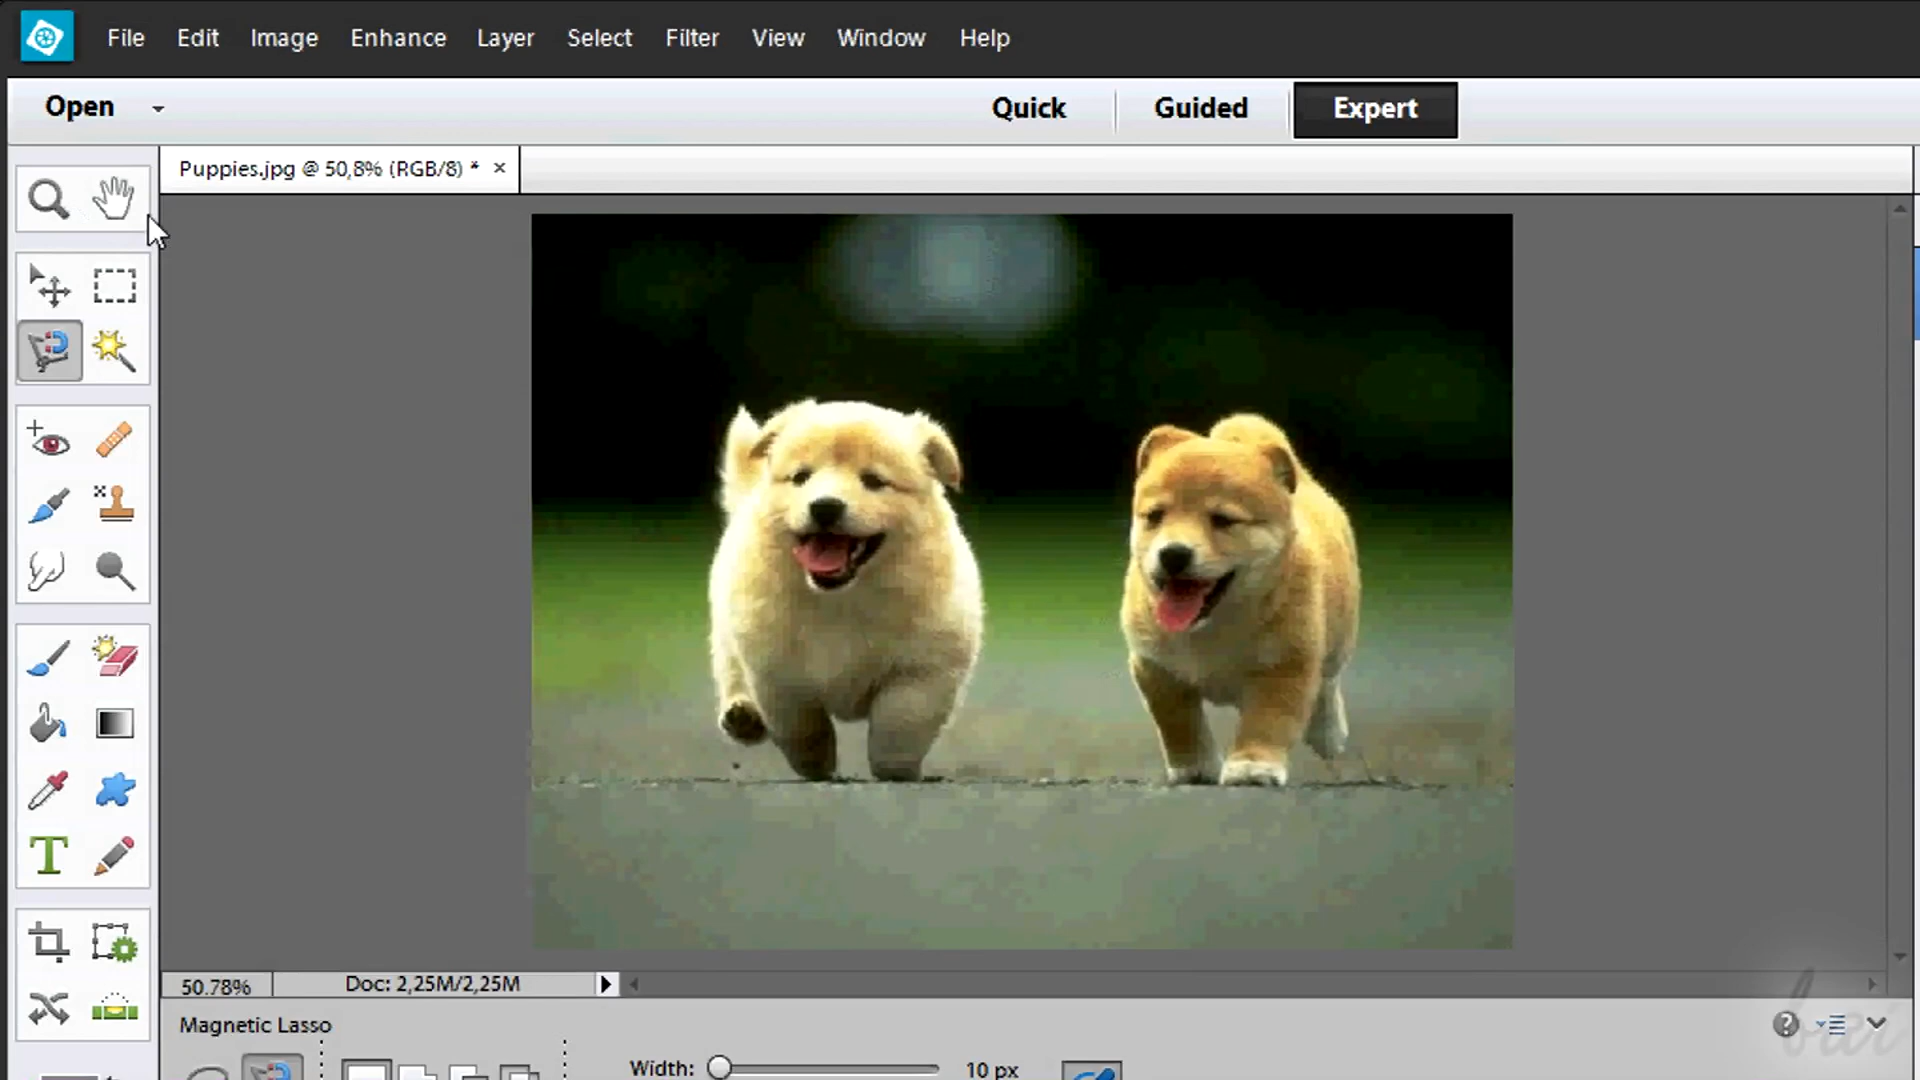 File Edit Image Enhance Layer Select Filter View Window Help
Open Quick Guided Expert
Puppies.jpg @ 50,8% (RGB/8) * ×
T
50.78% Doc: 2,25M/2,25M
Magnetic Lasso ?
Width: 10 px